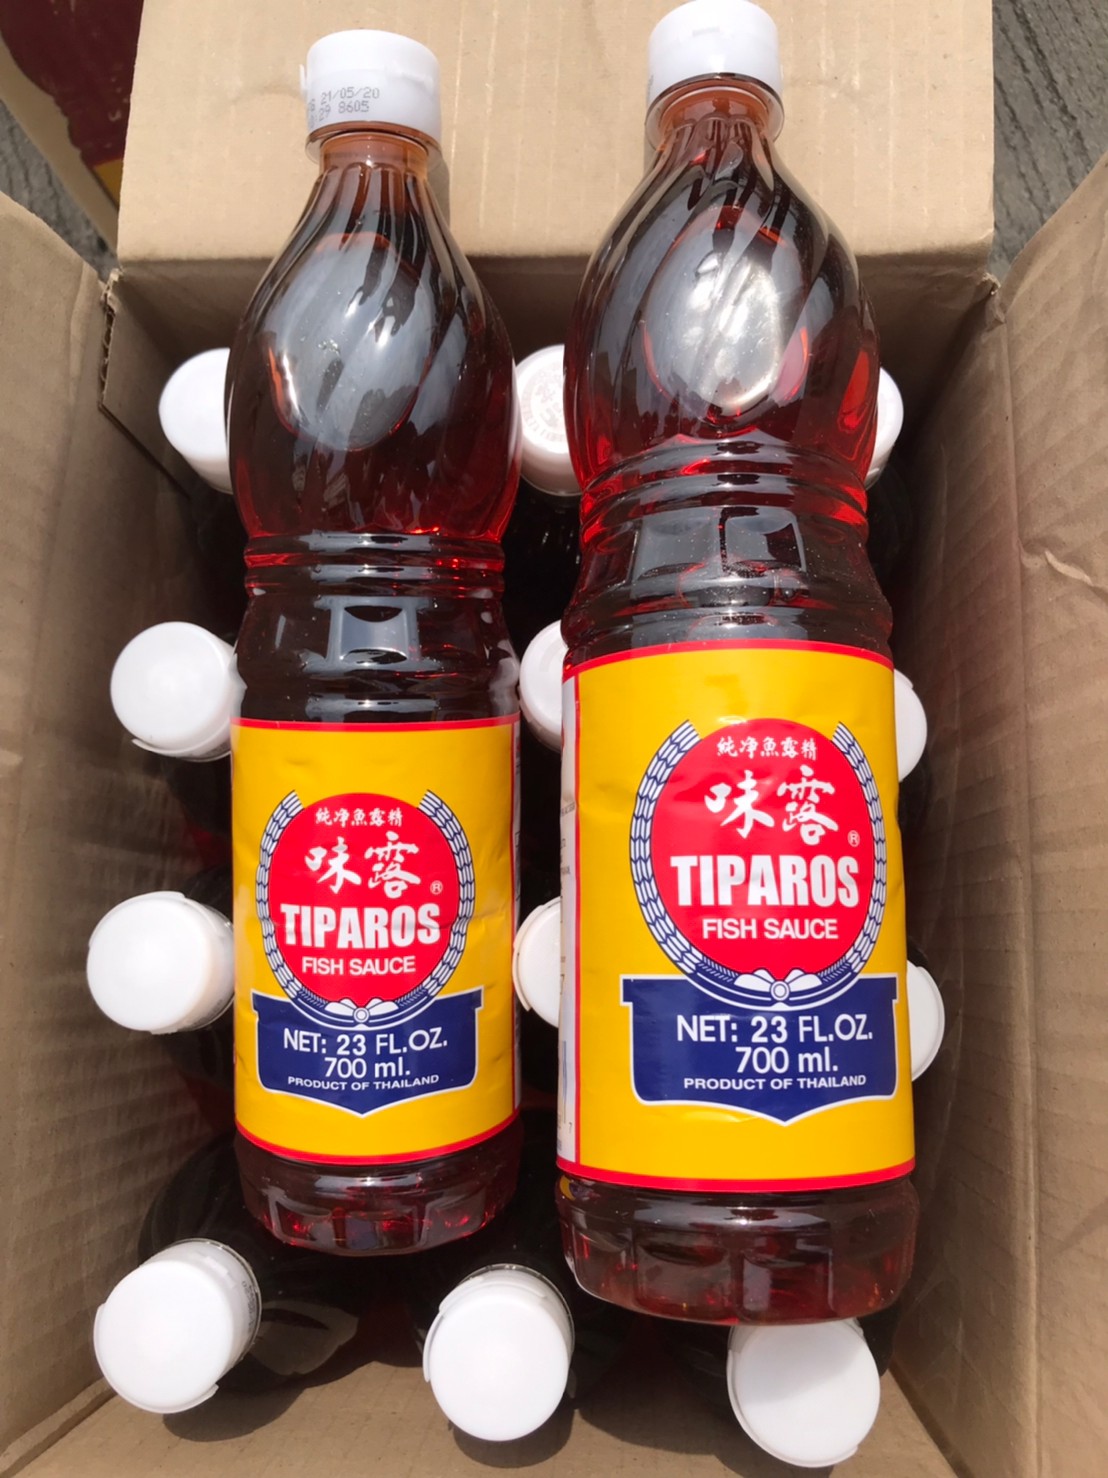 21/05/20
29 8605
純净魚露精
味露®
TIPAROS
FISH SAUCE
NET: 23 FL.OZ.
700 ml.
PRODUCT OF THAILAND
純净魚露精
味露®
TIPAROS
FISH SAUCE
NET: 23 FL.OZ.
700 ml.
PRODUCT OF THAILAND